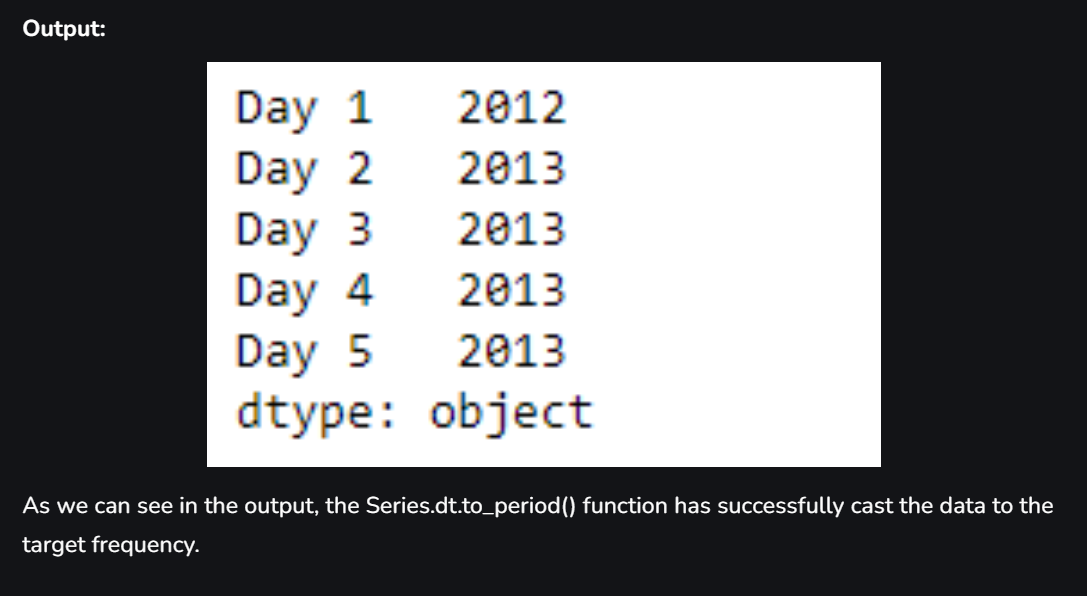 Output:
Day 1   2012
Day 2   2013
Day 3   2013
Day 4   2013
Day 5   2013
dtype: object
As we can see in the output, the Series.dt.to_period() function has successfully cast the data to the
target frequency.